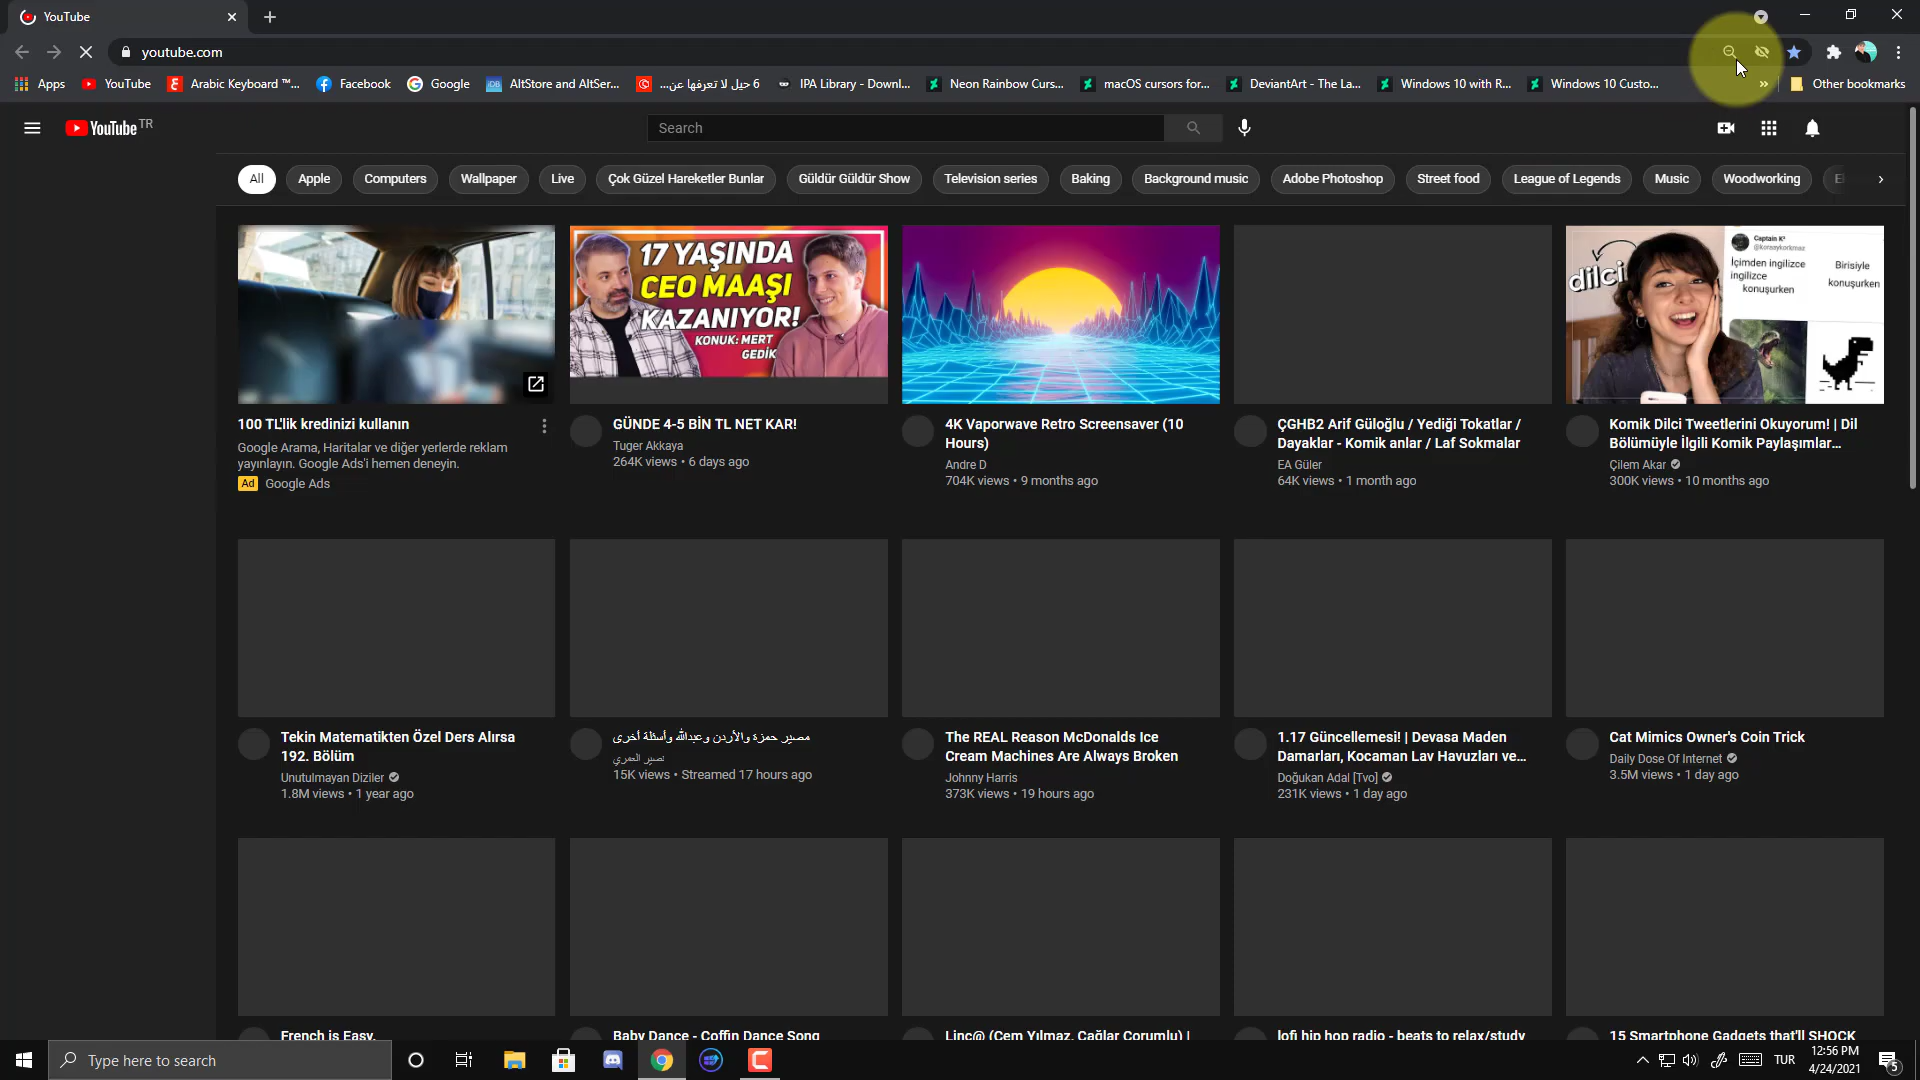 YouTube
youtube.com
Apps
YouTube
Arabic Keyboard ™...
Facebook
Google
AltStore and AltSer...
6 حيل لا تعرفها عن...
IPA Library - Downl...
Neon Rainbow Curs...
macOS cursors for...
DeviantArt - The La...
Windows 10 with R...
Windows 10 Custo...
»
Other bookmarks
YouTube TR
Search
All
Apple
Computers
Wallpaper
Live
Çok Güzel Hareketler Bunlar
Güldür Güldür Show
Television series
Baking
Background music
Adobe Photoshop
Street food
League of Legends
Music
Woodworking
17 YAŞINDA
CEO MAAŞI
KAZANIYOR!
KONUK: MERT
GEDİK
dilci
Captain K°
@koraykorkmaz
İçimden ingilizce
ingilizce
konuşurken
Birisiyle
konuşurken
100 TL'lik kredinizi kullanın
Google Arama, Haritalar ve diğer yerlerde reklam
yayınlayın. Google Ads'i hemen deneyin.
Ad Google Ads
GÜNDE 4-5 BİN TL NET KAR!
Tuger Akkaya
264K views • 6 days ago
4K Vaporwave Retro Screensaver (10
Hours)
Andre D
704K views • 9 months ago
ÇGHB2 Arif Güloğlu / Yediği Tokatlar /
Dayaklar - Komik anlar / Laf Sokmalar
EA Güler
64K views • 1 month ago
Komik Dilci Tweetlerini Okuyorum! | Dil
Bölümüyle İlgili Komik Paylaşımlar...
Çilem Akar
300K views • 10 months ago
Tekin Matematikten Özel Ders Alırsa
192. Bölüm
Unutulmayan Diziler
1.8M views • 1 year ago
مصير حمزة والأردن وعبدالله وأسئلة أخرى
نصير العمري
15K views • Streamed 17 hours ago
The REAL Reason McDonalds Ice
Cream Machines Are Always Broken
Johnny Harris
373K views • 19 hours ago
1.17 Güncellemesi! | Devasa Maden
Damarları, Kocaman Lav Havuzları ve...
Doğukan Adal [Tvo]
231K views • 1 day ago
Cat Mimics Owner's Coin Trick
Daily Dose Of Internet
3.5M views • 1 day ago
French is Easy.
Baby Dance - Coffin Dance Song
Linc@ (Cem Yılmaz, Çağlar Çorumlu) |
lofi hip hop radio - beats to relax/study
15 Smartphone Gadgets that'll SHOCK
Type here to search
TUR
12:56 PM
4/24/2021
5